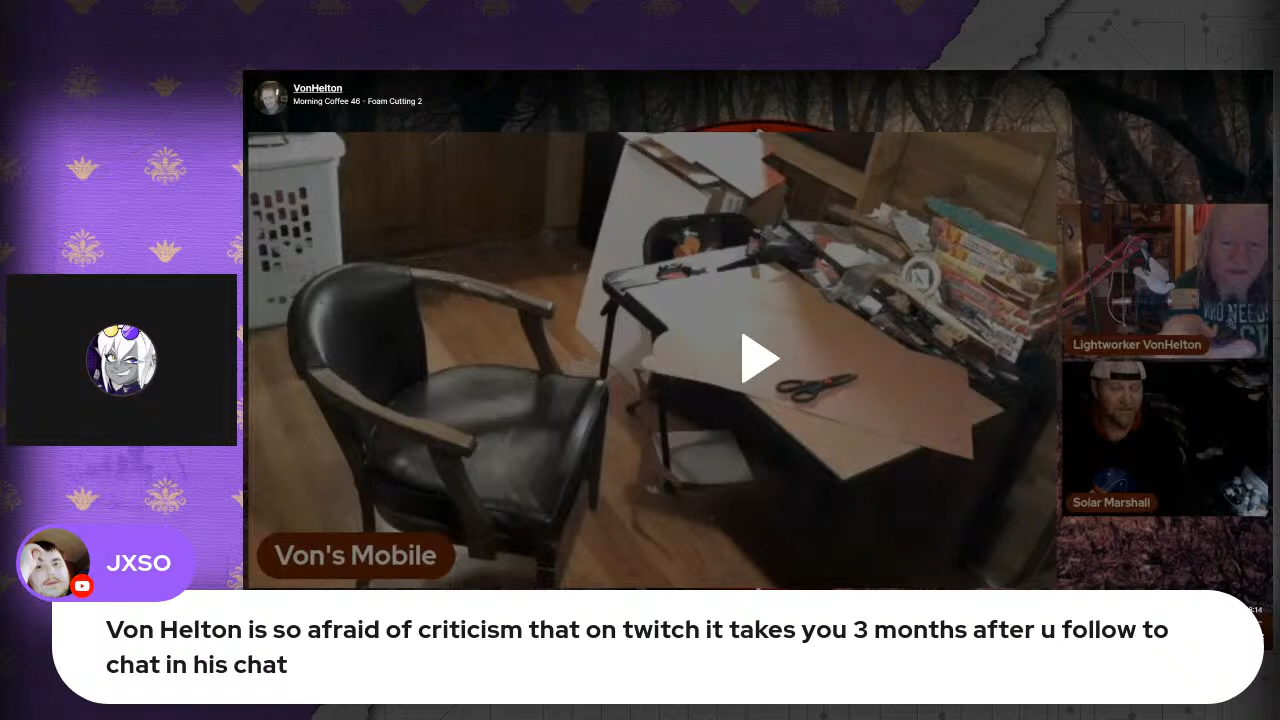 VonHelton
Morning Coffee 46 - Foam Cutting 2
Lightworker VonHelton
Solar Marshall
Von's Mobile
JXSO
Von Helton is so afraid of criticism that on twitch it takes you 3 months after u follow to
chat in his chat